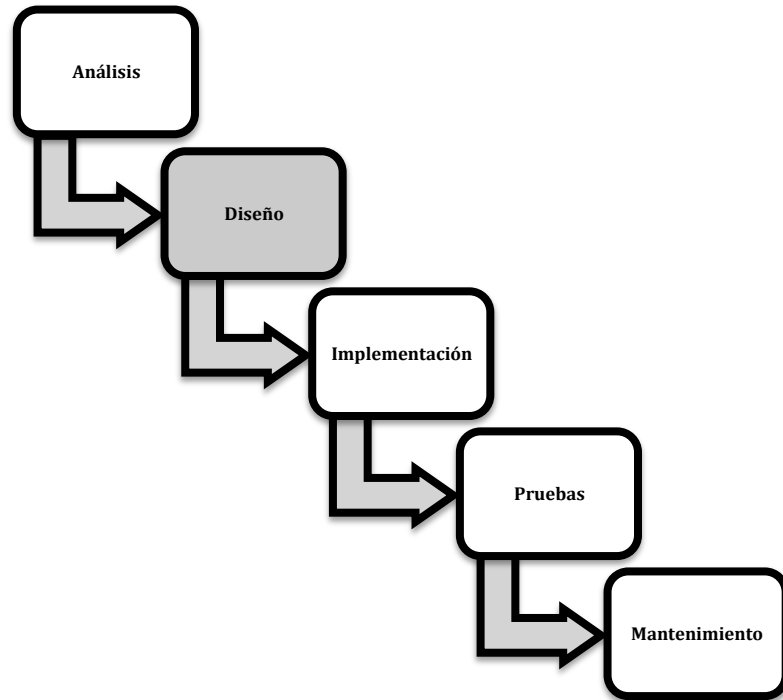 Análisis
Diseño
Implementación
Pruebas
Mantenimiento